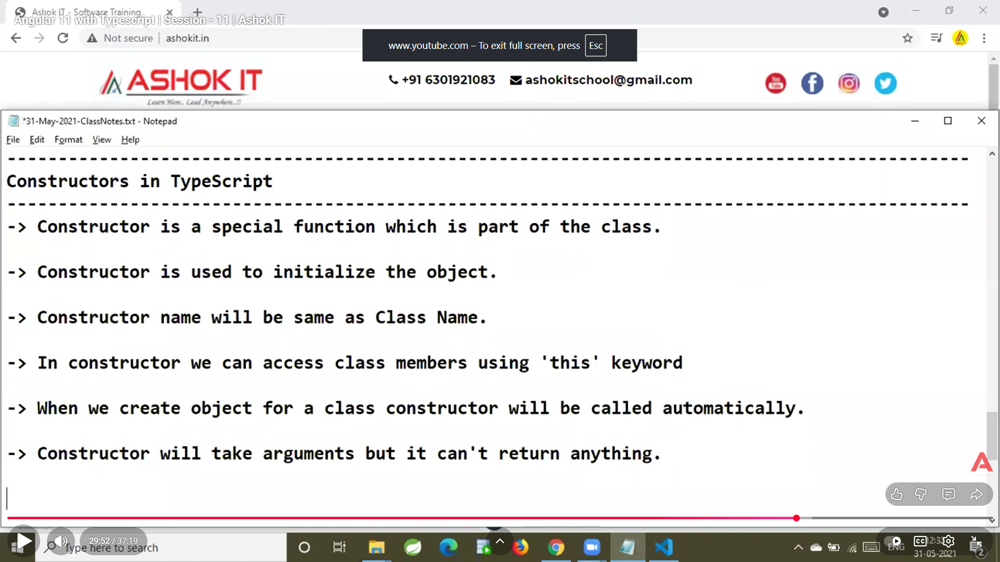 Ashok IT - Software Training
Angular 11 with Typescript | Session - 11 | Ashok IT
Not secure | ashokit.in
www.youtube.com – To exit full screen, press Esc
ASHOK IT
Learn Here.. Lead Anywhere..!!
+91 6301921083
ashokitschool@gmail.com
You Tube
*31-May-2021-ClassNotes.txt - Notepad
File Edit Format View Help
Constructors in TypeScript
-> Constructor is a special function which is part of the class.
-> Constructor is used to initialize the object.
-> Constructor name will be same as Class Name.
-> In constructor we can access class members using 'this' keyword
-> When we create object for a class constructor will be called automatically.
-> Constructor will take arguments but it can't return anything.
29:52 / 37:19
Type here to search
CC
ENG
31-05-2021
2